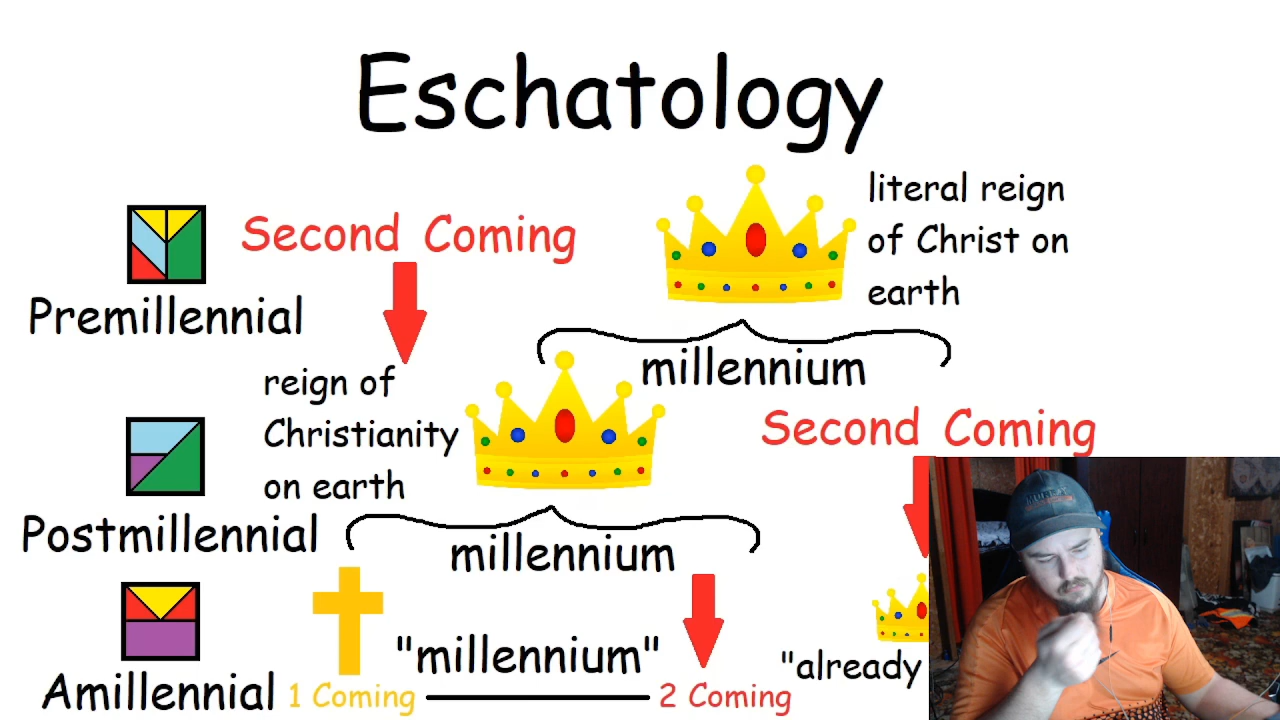 Eschatology
literal reign
of Christ on
earth
Second Coming
Premillennial
millennium
reign of
Christianity
on earth
Second Coming
Postmillennial
millennium
"millennium"
"already
Amillennial
1 Coming
2 Coming